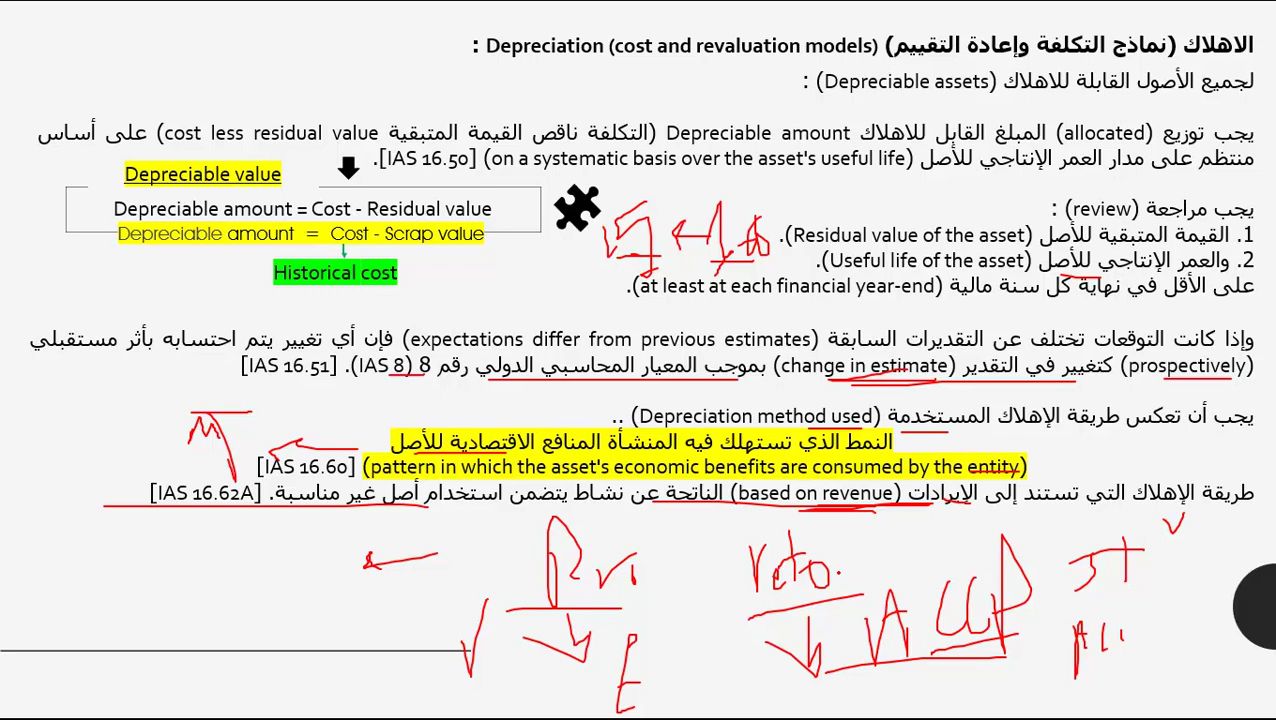 الاهلاك (نماذج التكلفة وإعادة التقييم) Depreciation (cost and revaluation models) :
لجميع الأصول القابلة للاهلاك (Depreciable assets) :
يجب توزيع (allocated) المبلغ القابل للاهلاك Depreciable amount (التكلفة ناقص القيمة المتبقية cost less residual value) على أساس
منتظم على مدار العمر الإنتاجي للأصل (on a systematic basis over the asset's useful life) [IAS 16.50].
Depreciable value
Depreciable amount = Cost - Residual value
Depreciable amount = Cost - Scrap value
Historical cost
يجب مراجعة (review) :
1. القيمة المتبقية للأصل (Residual value of the asset).
2. والعمر الإنتاجي للأصل (Useful life of the asset).
على الأقل في نهاية كل سنة مالية (at least at each financial year-end).
وإذا كانت التوقعات تختلف عن التقديرات السابقة (expectations differ from previous estimates) فإن أي تغيير يتم احتسابه بأثر مستقبلي
(prospectively) كتغيير في التقدير (change in estimate) بموجب المعيار المحاسبي الدولي رقم 8 (IAS 8). [IAS 16.51]
يجب أن تعكس طريقة الإهلاك المستخدمة (Depreciation method used) ..
النمط الذي تستهلك فيه المنشأة المنافع الاقتصادية للأصل
(pattern in which the asset's economic benefits are consumed by the entity) [IAS 16.60]
طريقة الإهلاك التي تستند إلى الإيرادات (based on revenue) الناتجة عن نشاط يتضمن استخدام أصل غير مناسبة. [IAS 16.62A]